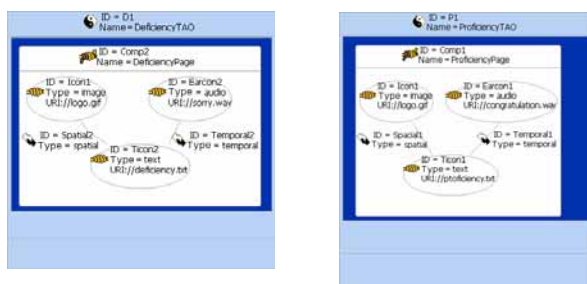 ID = D1
Name = DeficiencyTAO
ID = Comp2
Name = DeficiencyPage
ID = Icon1
Type = image
URI://logo.gif
ID = Earcon2
Type = audio
URI://sorry.wav
ID = Spatial2
Type = spatial
ID = Temporal2
Type = temporal
ID = Ticon2
Type = text
URI://deficiency.txt
ID = P1
Name = ProficiencyTAO
ID = Comp1
Name = ProficiencyPage
ID = Icon1
Type = image
URI://logo.gif
ID = Earcon1
Type = audio
URI://congratulation.wav
ID = Spacial1
Type = spatial
ID = Temporal1
Type = temporal
ID = Ticon1
Type = text
URI://ptoficiency.txt